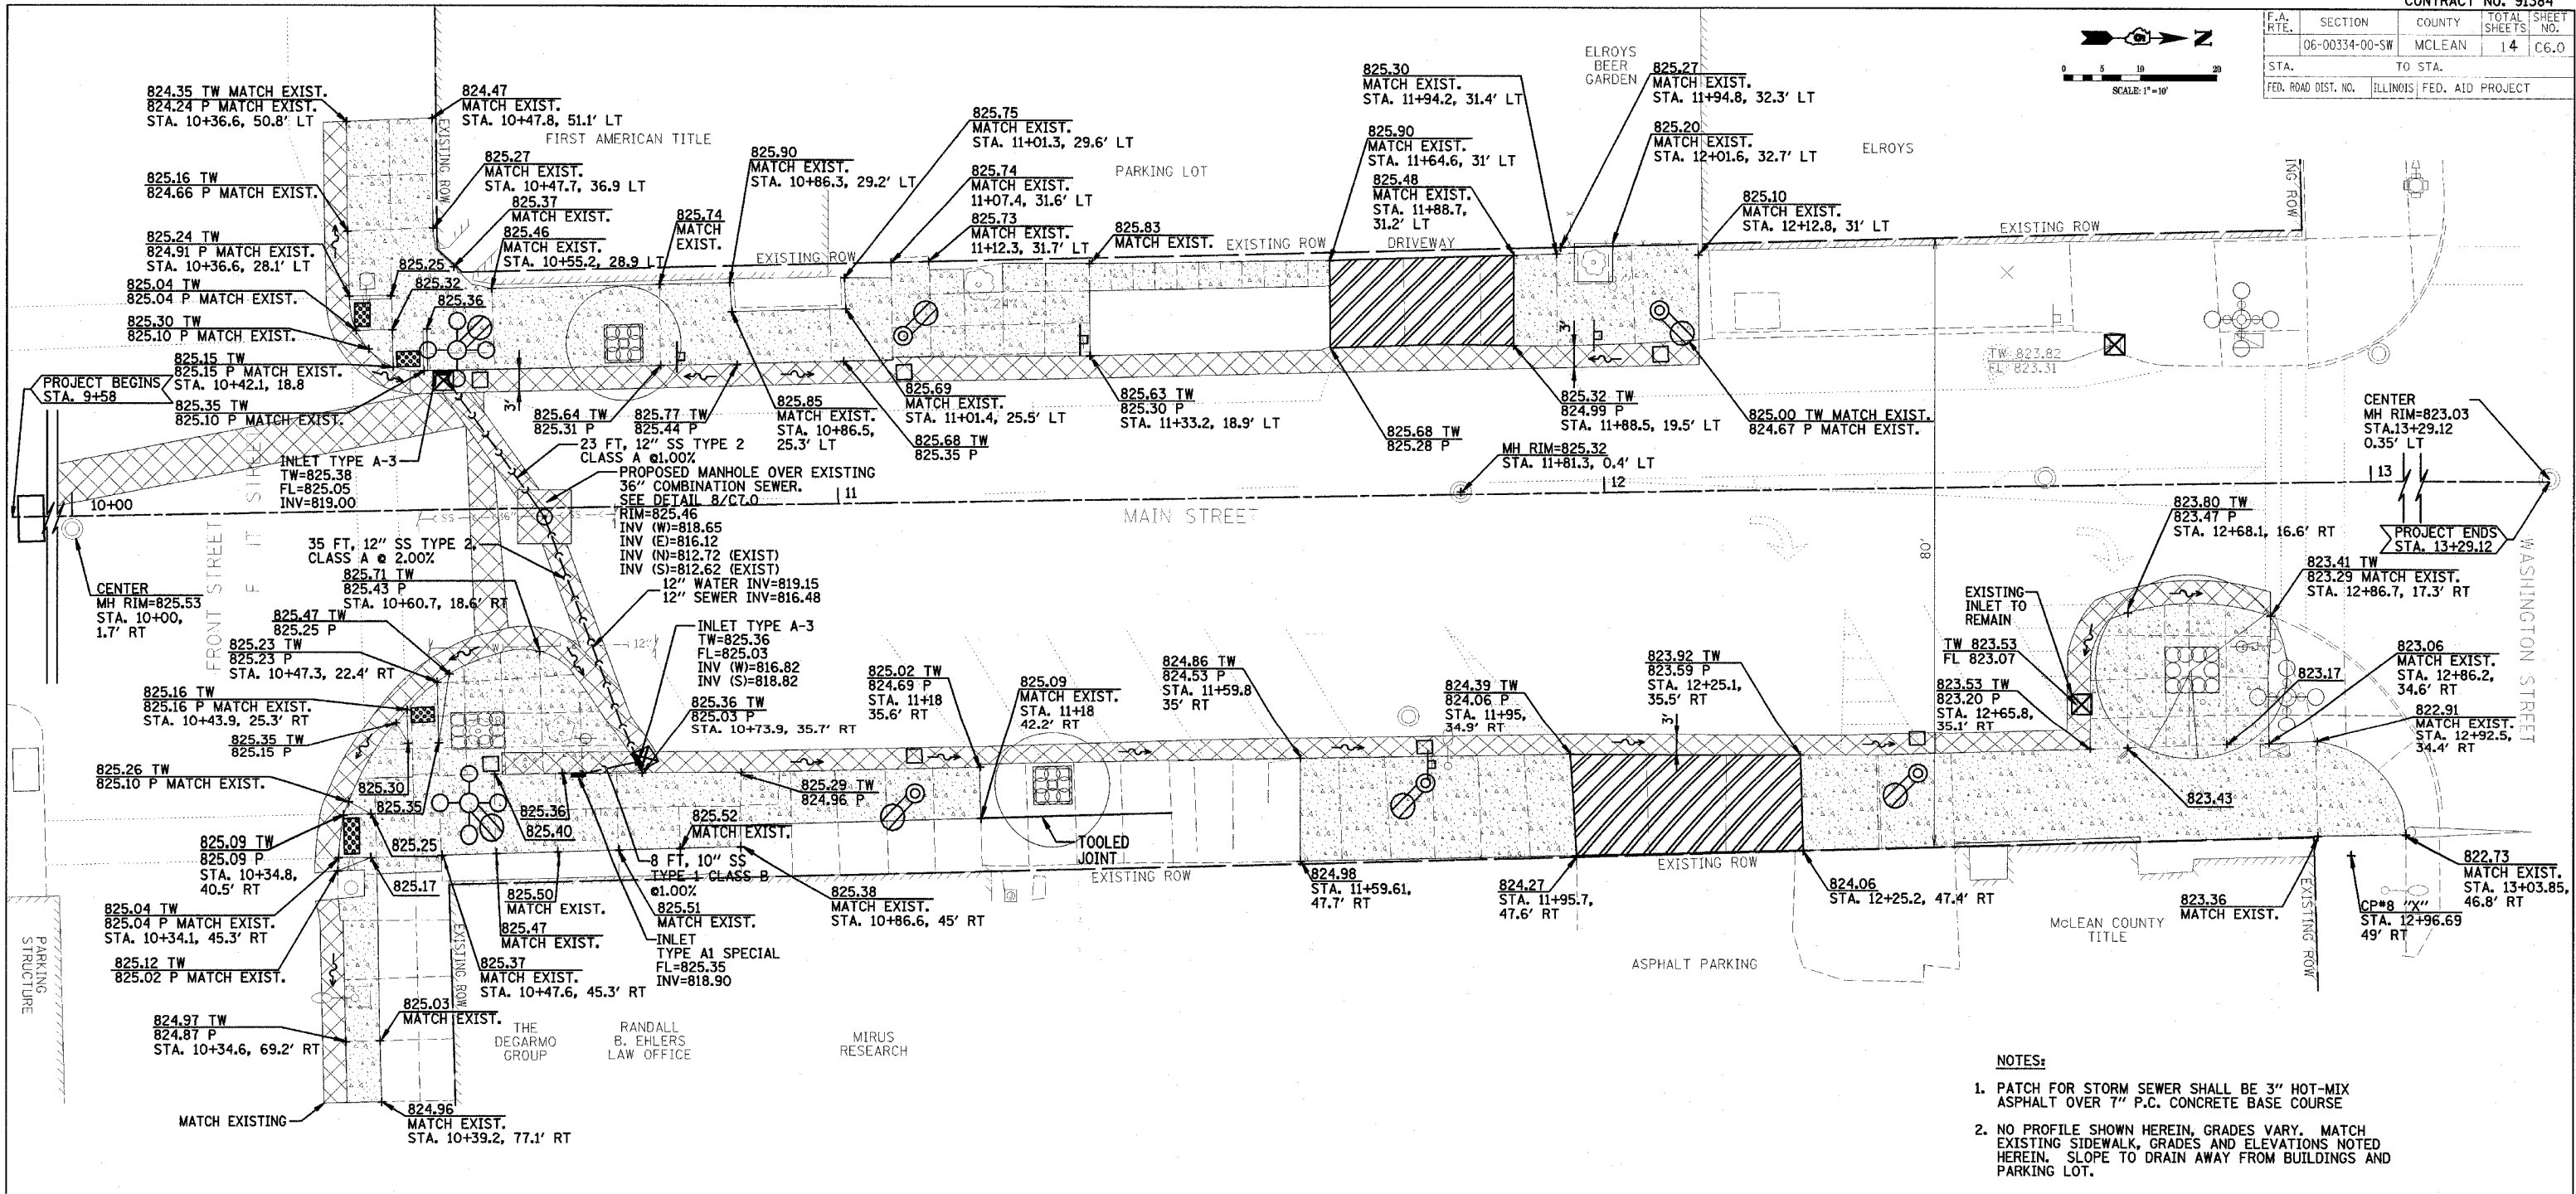 CONTRACT NO. 91384
F.A. RTE.
SECTION
COUNTY
TOTAL SHEETS
SHEET NO.
06-00334-00-SW
MCLEAN
14
C6.0
STA.
TO STA.
FED. ROAD DIST. NO.
ILLINOIS
FED. AID PROJECT
N
0 5 10 20
SCALE: 1"=10'
824.35 TW MATCH EXIST.
824.24 P MATCH EXIST.
STA. 10+36.6, 50.8' LT
824.47
MATCH EXIST.
STA. 10+47.8, 51.1' LT
EXISTING ROW
FIRST AMERICAN TITLE
825.27
MATCH EXIST.
STA. 10+47.7, 36.9 LT
825.16 TW
824.66 P MATCH EXIST.
825.37
MATCH EXIST.
825.46
MATCH EXIST.
STA. 10+55.2, 28.9 LT
825.74
MATCH
EXIST.
825.90
MATCH EXIST.
STA. 10+86.3, 29.2' LT
825.75
MATCH EXIST.
STA. 11+01.3, 29.6' LT
825.74
MATCH EXIST.
11+07.4, 31.6' LT
825.73
MATCH EXIST.
11+12.3, 31.7' LT
PARKING LOT
825.83
MATCH EXIST.
EXISTING ROW
EXISTING ROW
DRIVEWAY
825.30
MATCH EXIST.
STA. 11+94.2, 31.4' LT
825.90
MATCH EXIST.
STA. 11+64.6, 31' LT
825.48
MATCH EXIST.
STA. 11+88.7,
31.2' LT
ELROYS
BEER
GARDEN
825.27
MATCH EXIST.
STA. 11+94.8, 32.3' LT
825.20
MATCH EXIST.
STA. 12+01.6, 32.7' LT
825.10
MATCH EXIST.
STA. 12+12.8, 31' LT
ELROYS
EXISTING ROW
ING ROW
825.24 TW
824.91 P MATCH EXIST.
STA. 10+36.6, 28.1' LT
825.25
825.04 TW
825.04 P MATCH EXIST.
825.32
825.36
825.30 TW
825.10 P MATCH EXIST.
825.15 TW
825.15 P MATCH EXIST.
STA. 10+42.1, 18.8
825.35 TW
825.10 P MATCH EXIST.
PROJECT BEGINS
STA. 9+58
3'
825.64 TW
825.31 P
825.77 TW
825.44 P
825.85
MATCH EXIST.
STA. 10+86.5,
25.3' LT
825.69
MATCH EXIST.
STA. 11+01.4, 25.5' LT
825.68 TW
825.35 P
825.63 TW
825.30 P
STA. 11+33.2, 18.9' LT
825.68 TW
825.28 P
3'
825.32 TW
824.99 P
STA. 11+88.5, 19.5' LT
825.00 TW MATCH EXIST.
824.67 P MATCH EXIST.
TW 823.82
FL 823.31
CENTER
MH RIM=823.03
STA.13+29.12
0.35' LT
MH RIM=825.32
STA. 11+81.3, 0.4' LT
INLET TYPE A-3
TW=825.38
FL=825.05
INV=819.00
23 FT, 12" SS TYPE 2
CLASS A @1.00%
PROPOSED MANHOLE OVER EXISTING
36" COMBINATION SEWER.
SEE DETAIL 8/C7.0
RIM=825.46
INV (W)=818.65
INV (E)=816.12
INV (N)=812.72 (EXIST)
INV (S)=812.62 (EXIST)
12" WATER INV=819.15
12" SEWER INV=816.48
10+00
11
12
13
MAIN STREET
FRONT STREET
80'
PROJECT ENDS
STA. 13+29.12
WASHINGTON STREET
CENTER
MH RIM=825.53
STA. 10+00,
1.7' RT
35 FT, 12" SS TYPE 2,
CLASS A @ 2.00%
825.71 TW
825.43 P
STA. 10+60.7, 18.6' RT
825.47 TW
825.25 P
825.23 TW
825.23 P
STA. 10+47.3, 22.4' RT
825.16 TW
825.16 P MATCH EXIST.
STA. 10+43.9, 25.3' RT
825.35 TW
825.15 P
825.26 TW
825.10 P MATCH EXIST.
12"
INLET TYPE A-3
TW=825.36
FL=825.03
INV (W)=816.82
INV (S)=818.82
825.36 TW
825.03 P
STA. 10+73.9, 35.7' RT
825.02 TW
824.69 P
STA. 11+18
35.6' RT
825.09
MATCH EXIST.
STA. 11+18
42.2' RT
824.86 TW
824.53 P
STA. 11+59.8
35' RT
824.39 TW
824.06 P
STA. 11+95,
34.9' RT
823.92 TW
823.59 P
STA. 12+25.1,
35.5' RT
3'
EXISTING
INLET TO
REMAIN
TW 823.53
FL 823.07
823.53 TW
823.20 P
STA. 12+65.8,
35.1' RT
823.80 TW
823.47 P
STA. 12+68.1, 16.6' RT
823.41 TW
823.29 MATCH EXIST.
STA. 12+86.7, 17.3' RT
823.06
MATCH EXIST.
STA. 12+86.2,
34.6' RT
823.17
822.91
MATCH EXIST.
STA. 12+92.5,
34.4' RT
823.43
825.30
825.35
825.36
825.40
825.29 TW
824.96 P
825.52
MATCH EXIST.
TOOLED
JOINT
825.09 TW
825.09 P
STA. 10+34.8,
40.5' RT
825.25
825.17
825.04 TW
825.04 P MATCH EXIST.
STA. 10+34.1, 45.3' RT
825.12 TW
825.02 P MATCH EXIST.
825.50
MATCH EXIST.
825.47
MATCH EXIST.
825.37
MATCH EXIST.
STA. 10+47.6, 45.3' RT
8 FT, 10" SS
TYPE 1 CLASS B
@1.00%
825.51
MATCH EXIST.
INLET
TYPE A1 SPECIAL
FL=825.35
INV=818.90
825.38
MATCH EXIST.
STA. 10+86.6, 45' RT
EXISTING ROW
824.98
STA. 11+59.61,
47.7' RT
824.27
STA. 11+95.7,
47.6' RT
EXISTING ROW
824.06
STA. 12+25.2, 47.4' RT
823.36
MATCH EXIST.
EXISTING ROW
CP#8 "X"
STA. 12+96.69
49' RT
822.73
MATCH EXIST.
STA. 13+03.85,
46.8' RT
McLEAN COUNTY
TITLE
ASPHALT PARKING
PARKING
STRUCTURE
EXISTING ROW
825.03
MATCH EXIST.
824.97 TW
824.87 P
STA. 10+34.6, 69.2' RT
THE
DEGARMO
GROUP
RANDALL
B. EHLERS
LAW OFFICE
MIRUS
RESEARCH
MATCH EXISTING
824.96
MATCH EXIST.
STA. 10+39.2, 77.1' RT
NOTES:
1. PATCH FOR STORM SEWER SHALL BE 3" HOT-MIX
ASPHALT OVER 7" P.C. CONCRETE BASE COURSE
2. NO PROFILE SHOWN HEREIN, GRADES VARY. MATCH
EXISTING SIDEWALK, GRADES AND ELEVATIONS NOTED
HEREIN. SLOPE TO DRAIN AWAY FROM BUILDINGS AND
PARKING LOT.